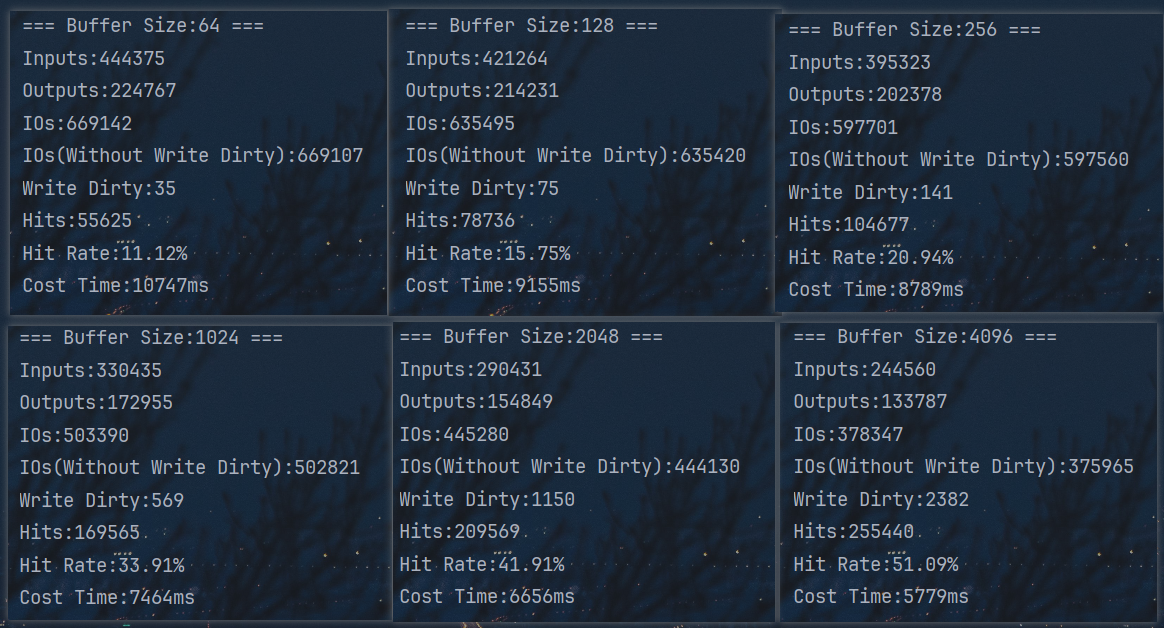 === Buffer Size:64 ===
Inputs:444375
Outputs:224767
IOs:669142
IOs(Without Write Dirty):669107
Write Dirty:35
Hits:55625
Hit Rate:11.12%
Cost Time:10747ms
=== Buffer Size:128 ===
Inputs:421264
Outputs:214231
IOs:635495
IOs(Without Write Dirty):635420
Write Dirty:75
Hits:78736
Hit Rate:15.75%
Cost Time:9155ms
=== Buffer Size:256 ===
Inputs:395323
Outputs:202378
IOs:597701
IOs(Without Write Dirty):597560
Write Dirty:141
Hits:104677
Hit Rate:20.94%
Cost Time:8789ms
=== Buffer Size:1024 ===
Inputs:330435
Outputs:172955
IOs:503390
IOs(Without Write Dirty):502821
Write Dirty:569
Hits:169565
Hit Rate:33.91%
Cost Time:7464ms
=== Buffer Size:2048 ===
Inputs:290431
Outputs:154849
IOs:445280
IOs(Without Write Dirty):444130
Write Dirty:1150
Hits:209569
Hit Rate:41.91%
Cost Time:6656ms
=== Buffer Size:4096 ===
Inputs:244560
Outputs:133787
IOs:378347
IOs(Without Write Dirty):375965
Write Dirty:2382
Hits:255440
Hit Rate:51.09%
Cost Time:5779ms